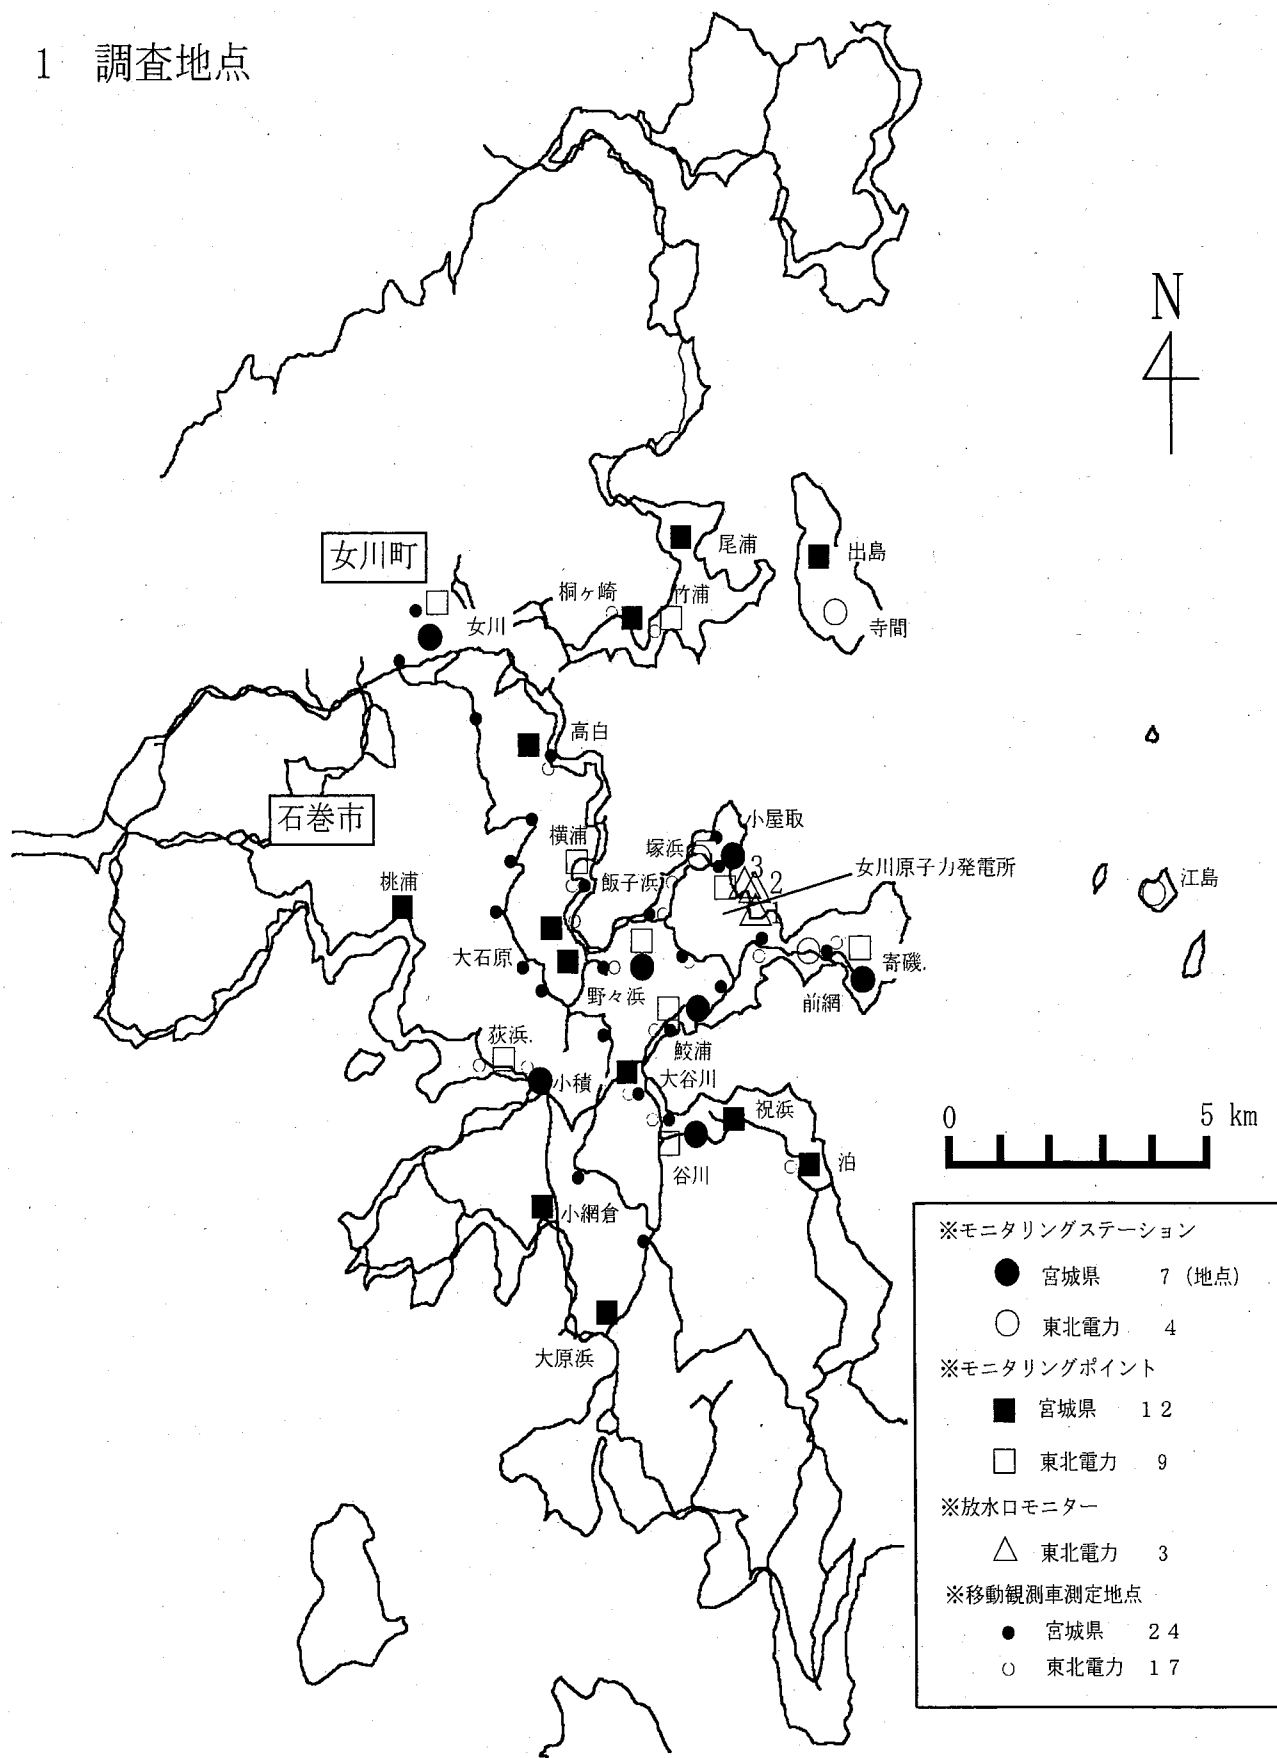 1 調査地点
N
女川町
尾浦
出島
桐ヶ崎
竹浦
女川
寺間
高白
石巻市
小屋取
横浦
塚浜
3
女川原子力発電所
桃浦
飯子浜
2
江島
1
大石原
寄磯.
野々浜
前網
荻浜.
鮫浦
小積
大谷川
祝浜
0 5 km
谷川
泊
小網倉
大原浜
※モニタリングステーション
● 宮城県 7 (地点)
○ 東北電力 4
※モニタリングポイント
■ 宮城県 12
□ 東北電力 9
※放水口モニター
△ 東北電力 3
※移動観測車測定地点
● 宮城県 24
○ 東北電力 17